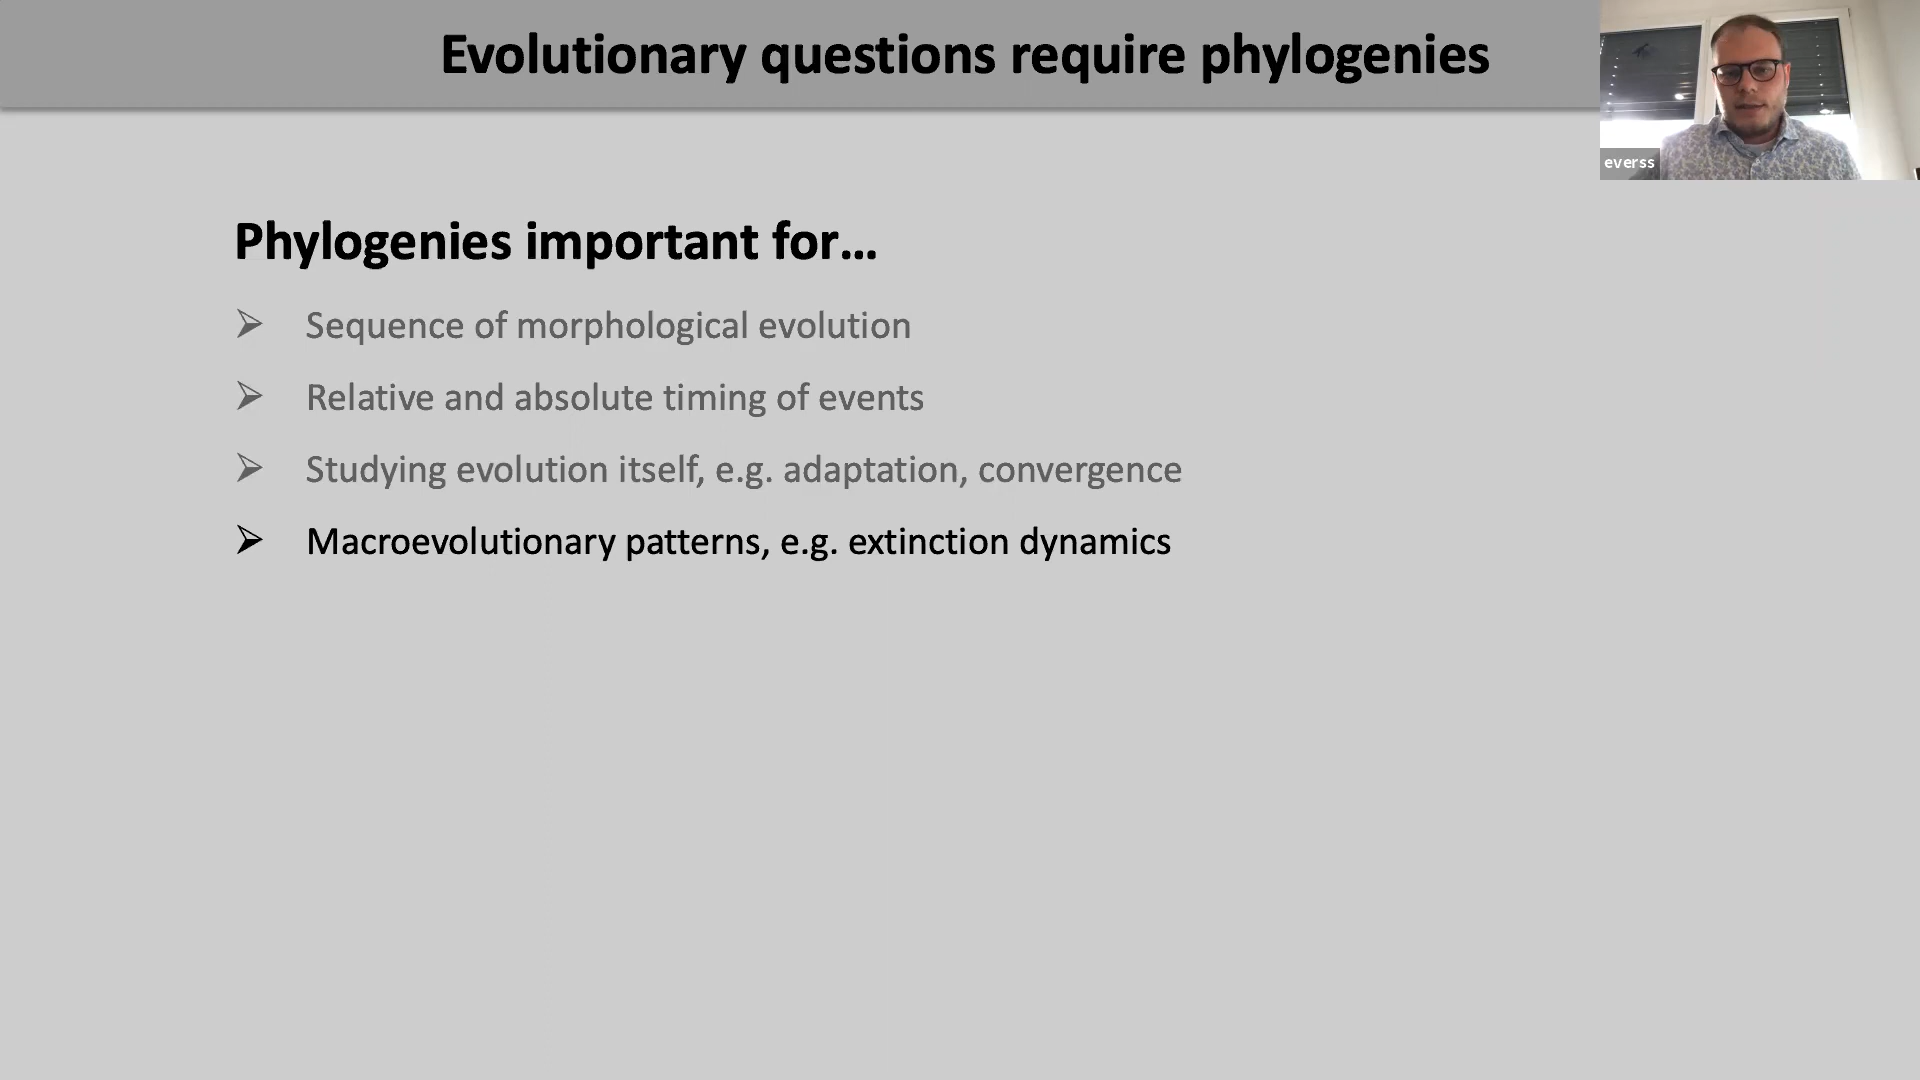 Evolutionary questions require phylogenies
everss
Phylogenies important for...
➢ Sequence of morphological evolution
➢ Relative and absolute timing of events
➢ Studying evolution itself, e.g. adaptation, convergence
➢ Macroevolutionary patterns, e.g. extinction dynamics